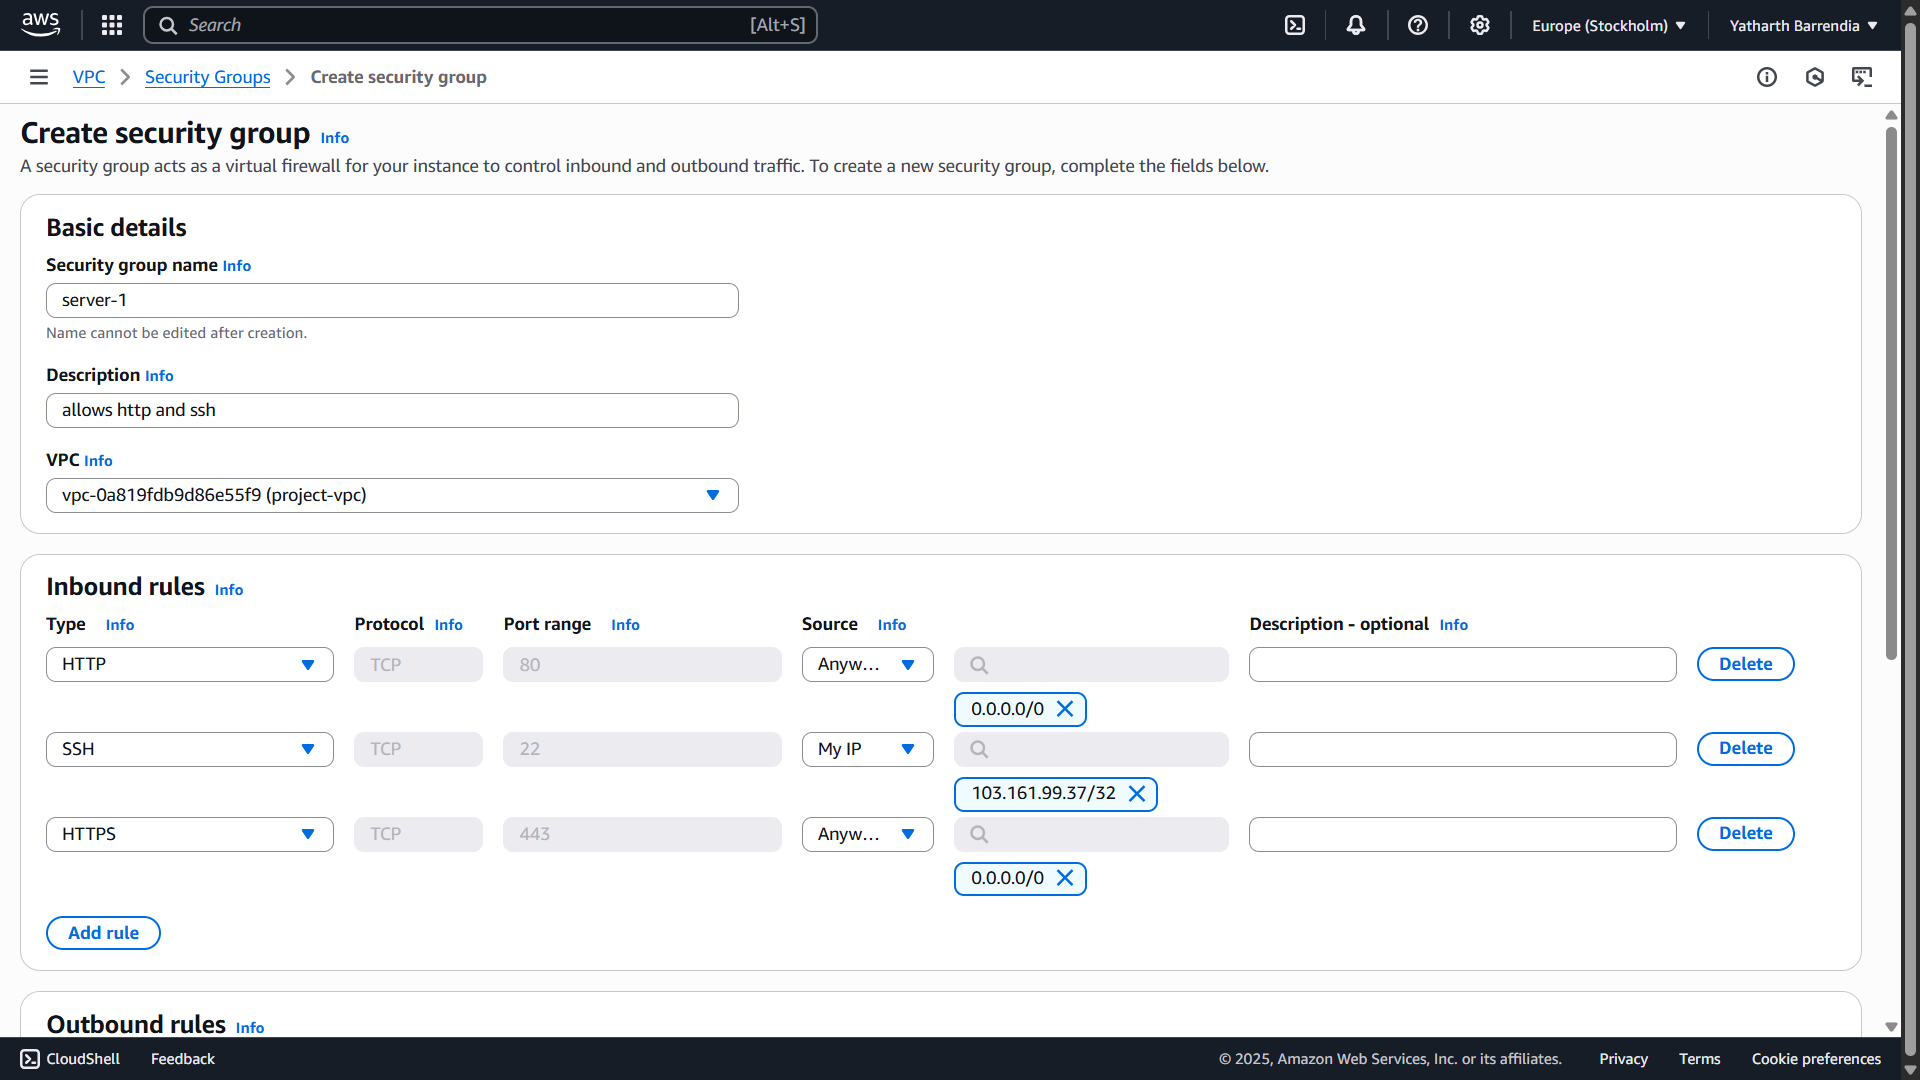 aws
Search [Alt+S]
Europe (Stockholm)
Yatharth Barrendia
VPC
Security Groups
Create security group
Create security group Info
A security group acts as a virtual firewall for your instance to control inbound and outbound traffic. To create a new security group, complete the fields below.
Basic details
Security group name Info
server-1
Name cannot be edited after creation.
Description Info
allows http and ssh
VPC Info
vpc-0a819fdb9d86e55f9 (project-vpc)
Inbound rules Info
Type Info Protocol Info Port range Info Source Info Description - optional Info
HTTP TCP 80 Anyw... Delete
0.0.0.0/0
SSH TCP 22 My IP Delete
103.161.99.37/32
HTTPS TCP 443 Anyw... Delete
0.0.0.0/0
Add rule
Outbound rules Info
CloudShell Feedback © 2025, Amazon Web Services, Inc. or its affiliates. Privacy Terms Cookie preferences